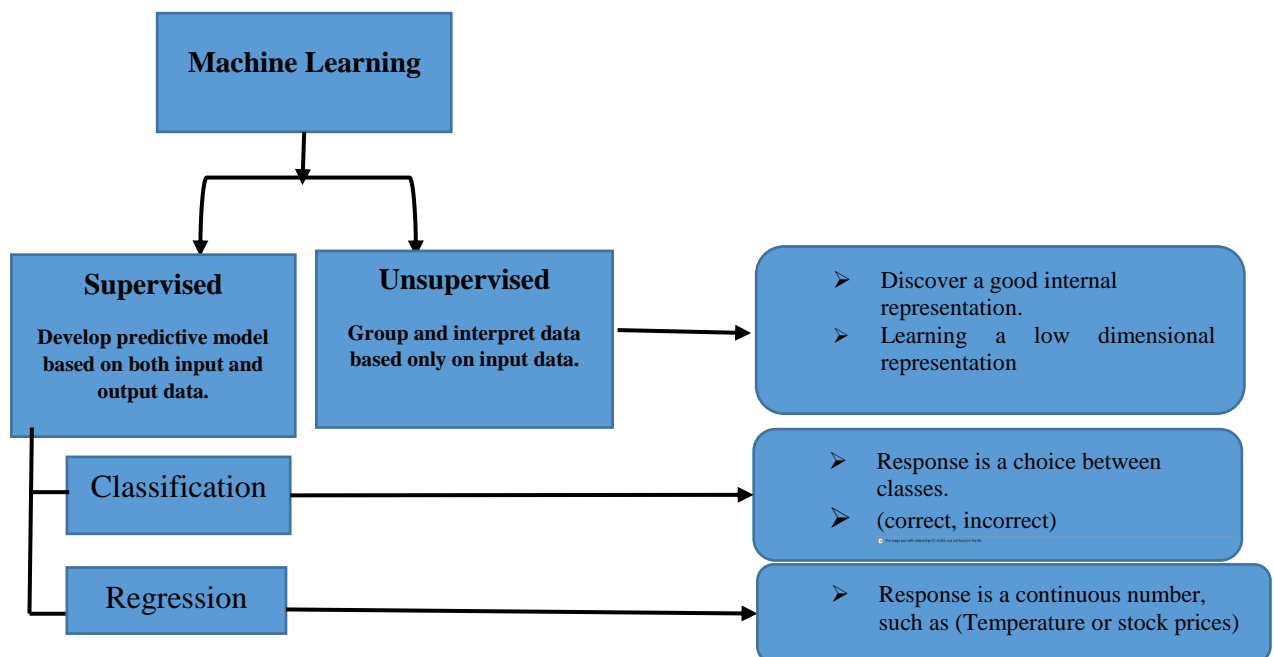 Machine Learning
Supervised
Develop predictive model
based on both input and
output data.
Unsupervised
Group and interpret data
based only on input data.
➢ Discover a good internal
representation.
➢ Learning a low dimensional
representation
Classification
➢ Response is a choice between
classes.
➢ (correct, incorrect)
Regression
➢ Response is a continuous number,
such as (Temperature or stock prices)